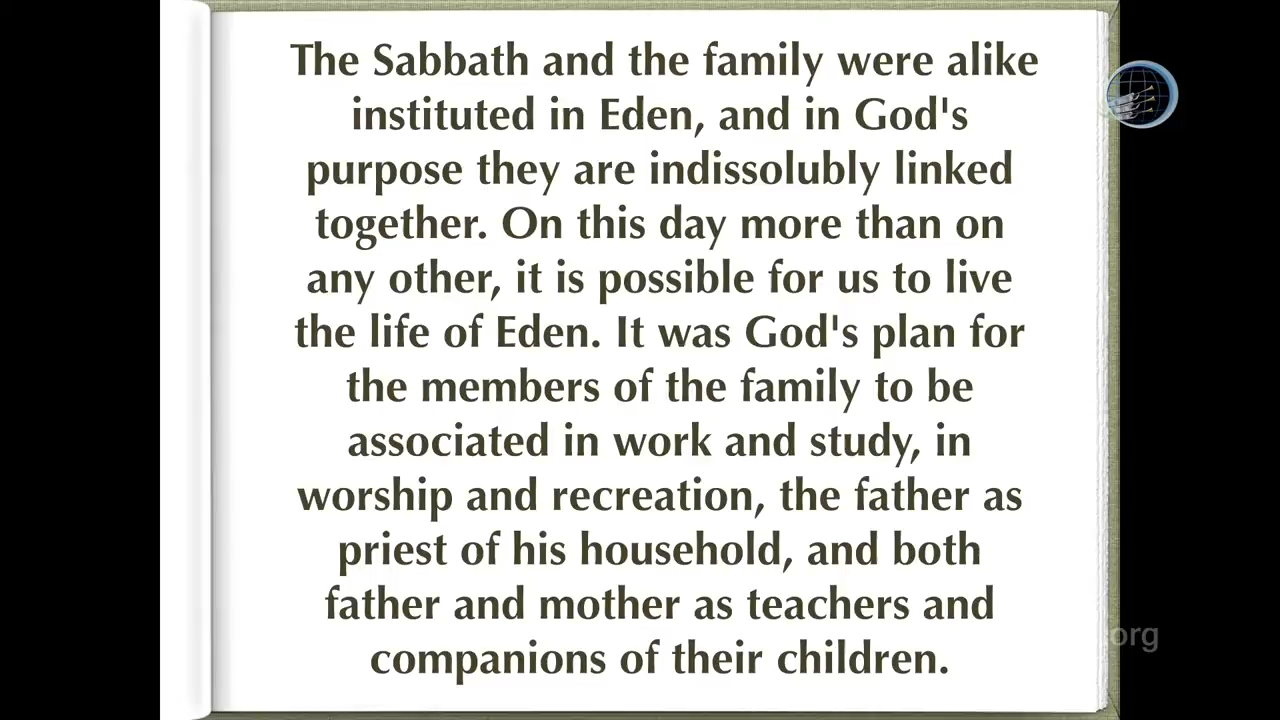 The Sabbath and the family were alike
instituted in Eden, and in God's
purpose they are indissolubly linked
together. On this day more than on
any other, it is possible for us to live
the life of Eden. It was God's plan for
the members of the family to be
associated in work and study, in
worship and recreation, the father as
priest of his household, and both
father and mother as teachers and
companions of their children.
org